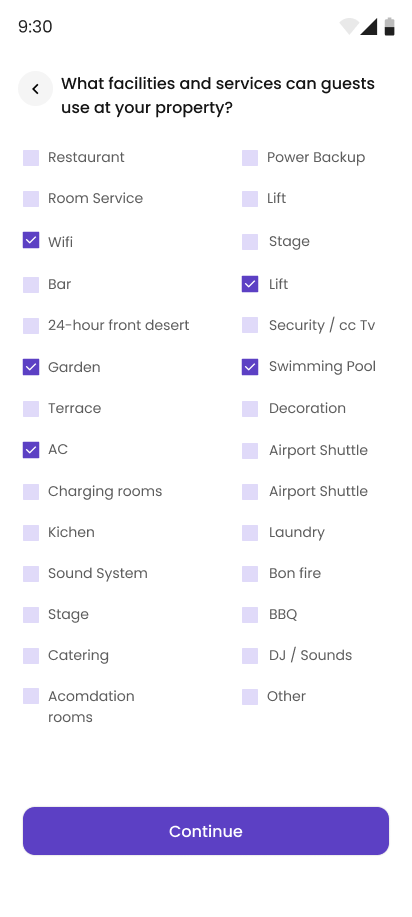 9:30
What facilities and services can guests
use at your property?
Restaurant
Room Service
Wifi
Bar
24-hour front desert
Garden
Terrace
AC
Charging rooms
Kichen
Sound System
Stage
Catering
Acomdation
rooms
Power Backup
Lift
Stage
Lift
Security / cc Tv
Swimming Pool
Decoration
Airport Shuttle
Airport Shuttle
Laundry
Bon fire
BBQ
DJ / Sounds
Other
Continue